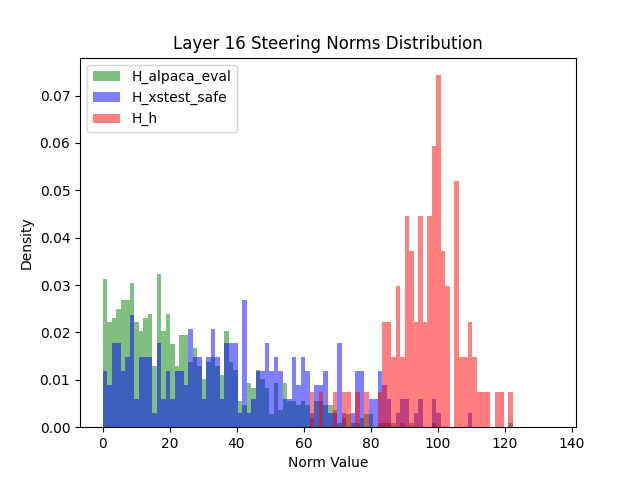 Layer 16 Steering Norms Distribution
H_alpaca_eval
H_xstest_safe
H_h
Density
0.07
0.06
0.05
0.04
0.03
0.02
0.01
0.00
0 20 40 60 80 100 120 140
Norm Value